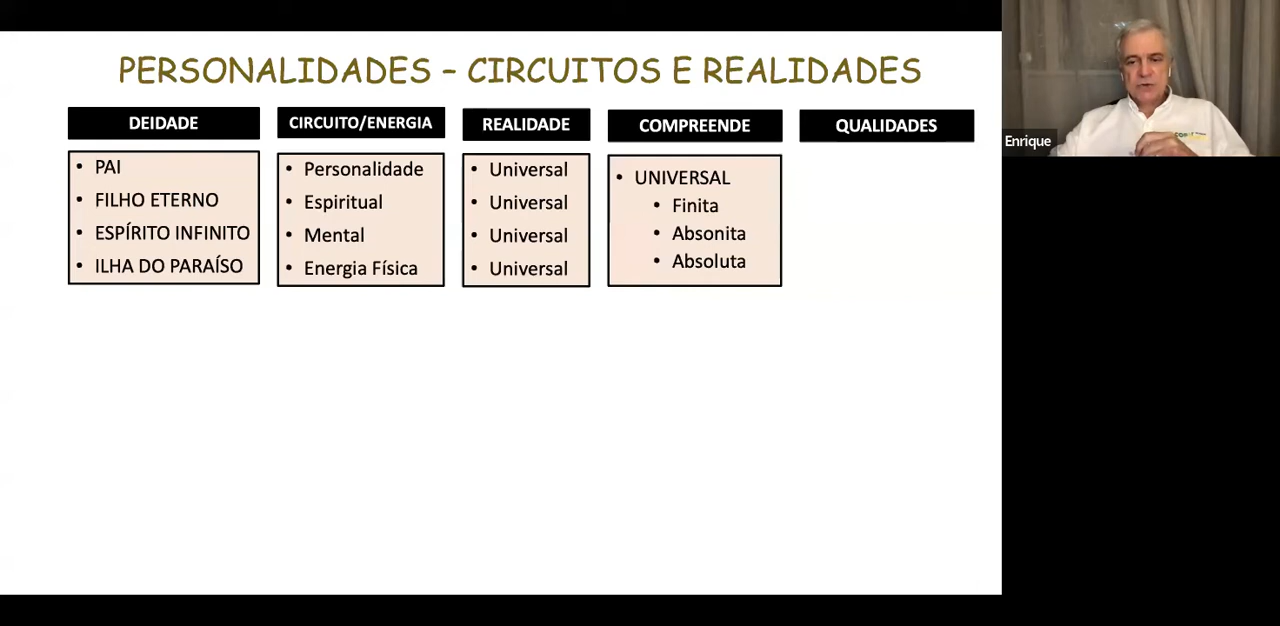 PERSONALIDADES – CIRCUITOS E REALIDADES
DEIDADE
CIRCUITO/ENERGIA
REALIDADE
COMPREENDE
QUALIDADES
• PAI
• FILHO ETERNO
• ESPÍRITO INFINITO
• ILHA DO PARAÍSO
• Personalidade
• Espiritual
• Mental
• Energia Física
• Universal
• Universal
• Universal
• Universal
• UNIVERSAL
• Finita
• Absonita
• Absoluta
Enrique